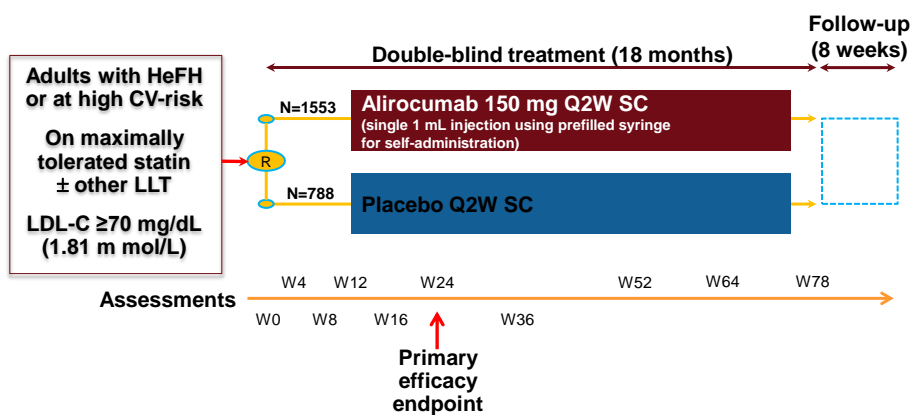 Double-blind treatment (18 months)
Follow-up
(8 weeks)
Adults with HeFH
or at high CV-risk
On maximally
tolerated statin
± other LLT
LDL-C ≥70 mg/dL
(1.81 m mol/L)
R
N=1553
Alirocumab 150 mg Q2W SC
(single 1 mL injection using prefilled syringe
for self-administration)
N=788
Placebo Q2W SC
Assessments
W4 W12 W24 W52 W64 W78
W0 W8 W16 W36
Primary
efficacy
endpoint